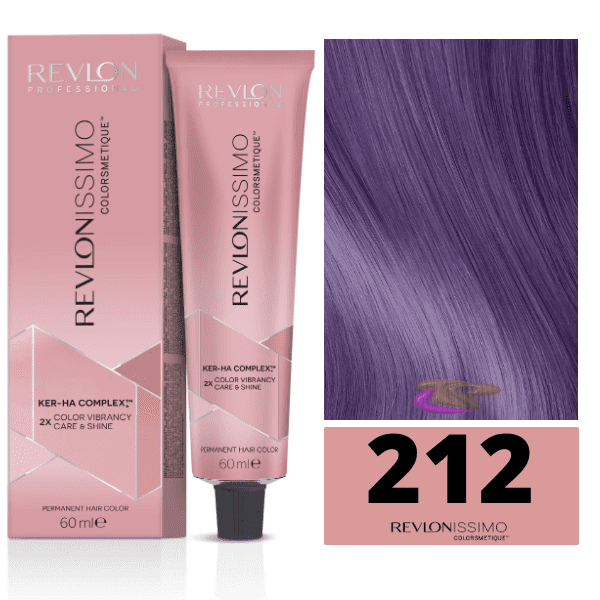 REVLON
PROFESSIONAL
REVLONISSIMO
COLORSMETIQUE™
KER-HA COMPLEX™
2X COLOR VIBRANCY
CARE & SHINE
PERMANENT HAIR COLOR
60 ml e
REVLON
PROFESSIONAL
REVLONISSIMO
COLORSMETIQUE™
KER-HA COMPLEX™
2X COLOR VIBRANCY
CARE & SHINE
PERMANENT HAIR COLOR
60 ml e
212
REVLONISSIMO
COLORSMETIQUE™